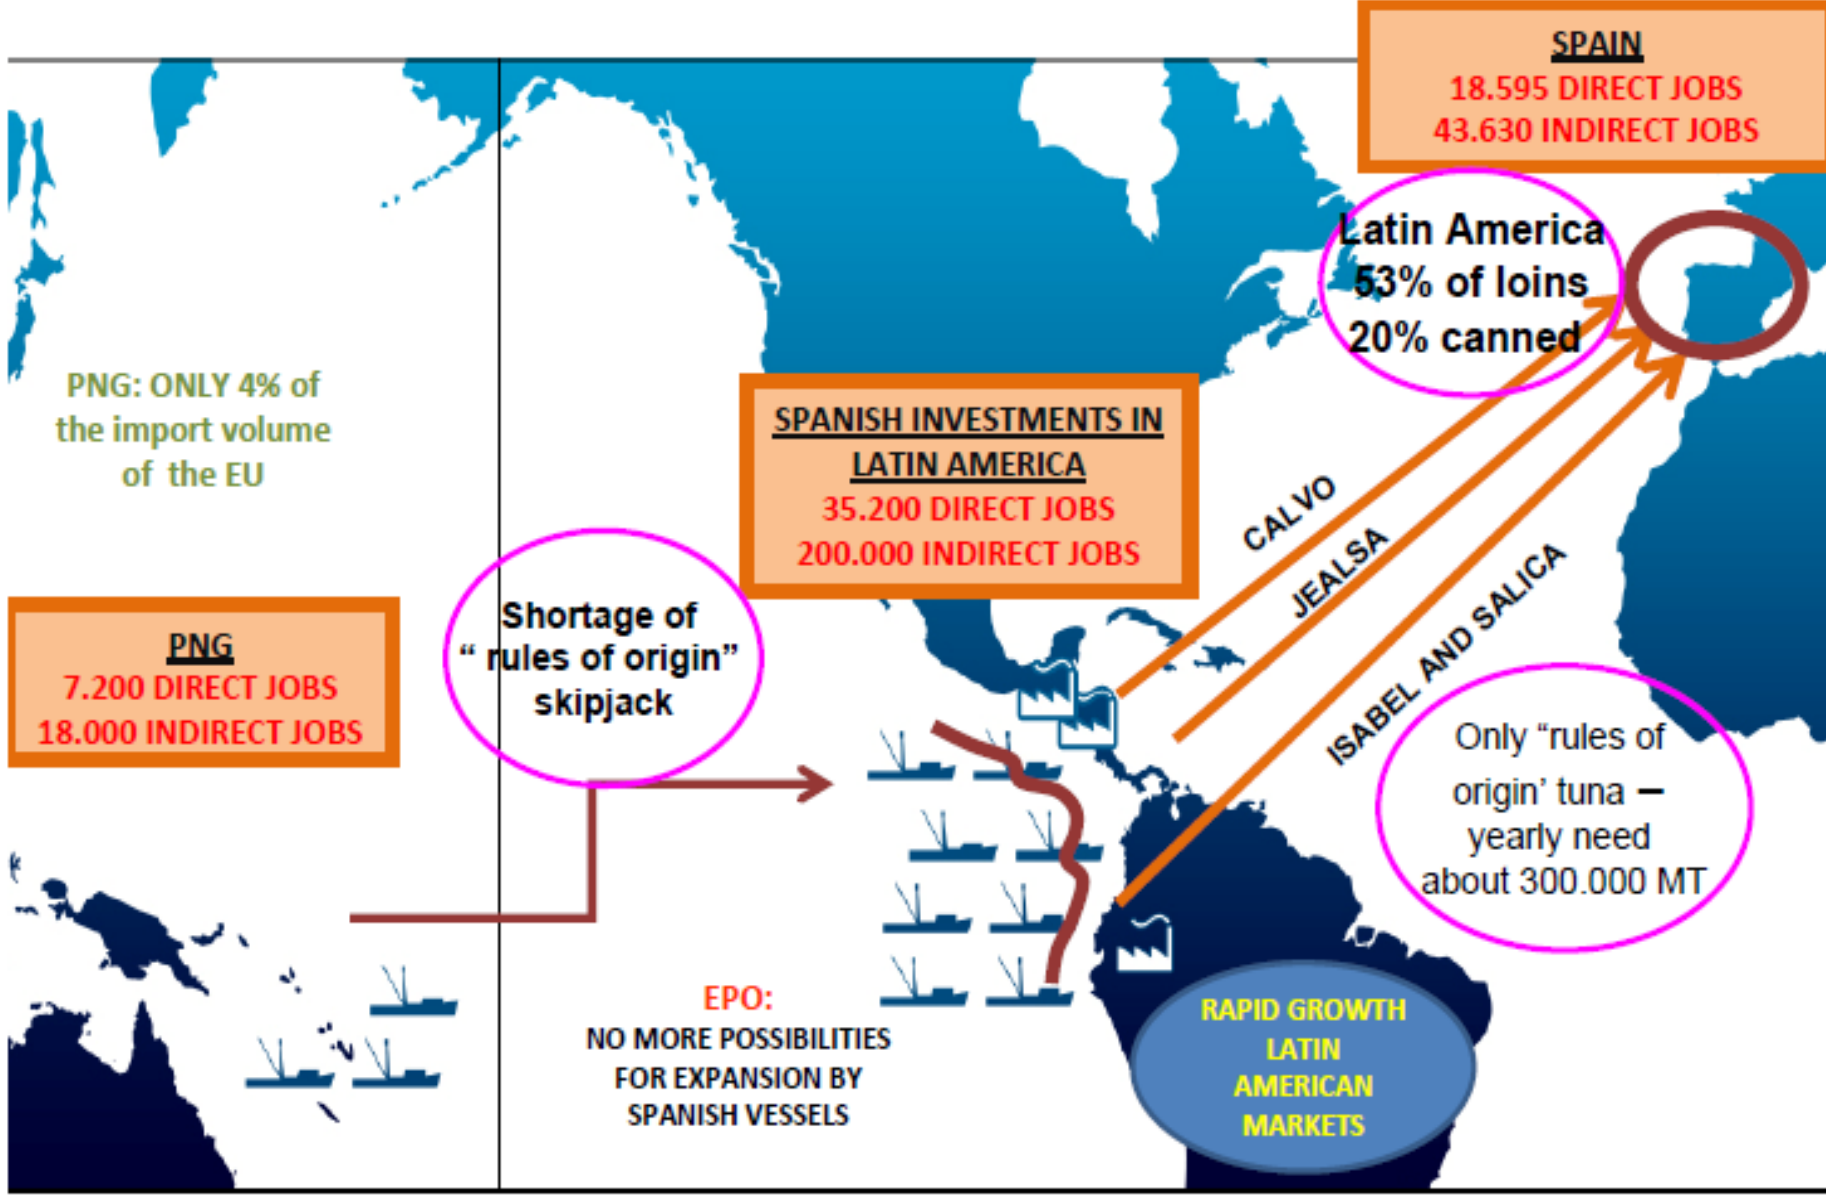 SPAIN
18.595 DIRECT JOBS
43.630 INDIRECT JOBS
Latin America
53% of loins
20% canned
PNG: ONLY 4% of
the import volume
of the EU
SPANISH INVESTMENTS IN
LATIN AMERICA
35.200 DIRECT JOBS
200.000 INDIRECT JOBS
CALVO
JEALSA
ISABEL AND SALICA
Shortage of
“ rules of origin”
skipjack
PNG
7.200 DIRECT JOBS
18.000 INDIRECT JOBS
Only “rules of
origin’ tuna –
yearly need
about 300.000 MT
EPO:
NO MORE POSSIBILITIES
FOR EXPANSION BY
SPANISH VESSELS
RAPID GROWTH
LATIN
AMERICAN
MARKETS